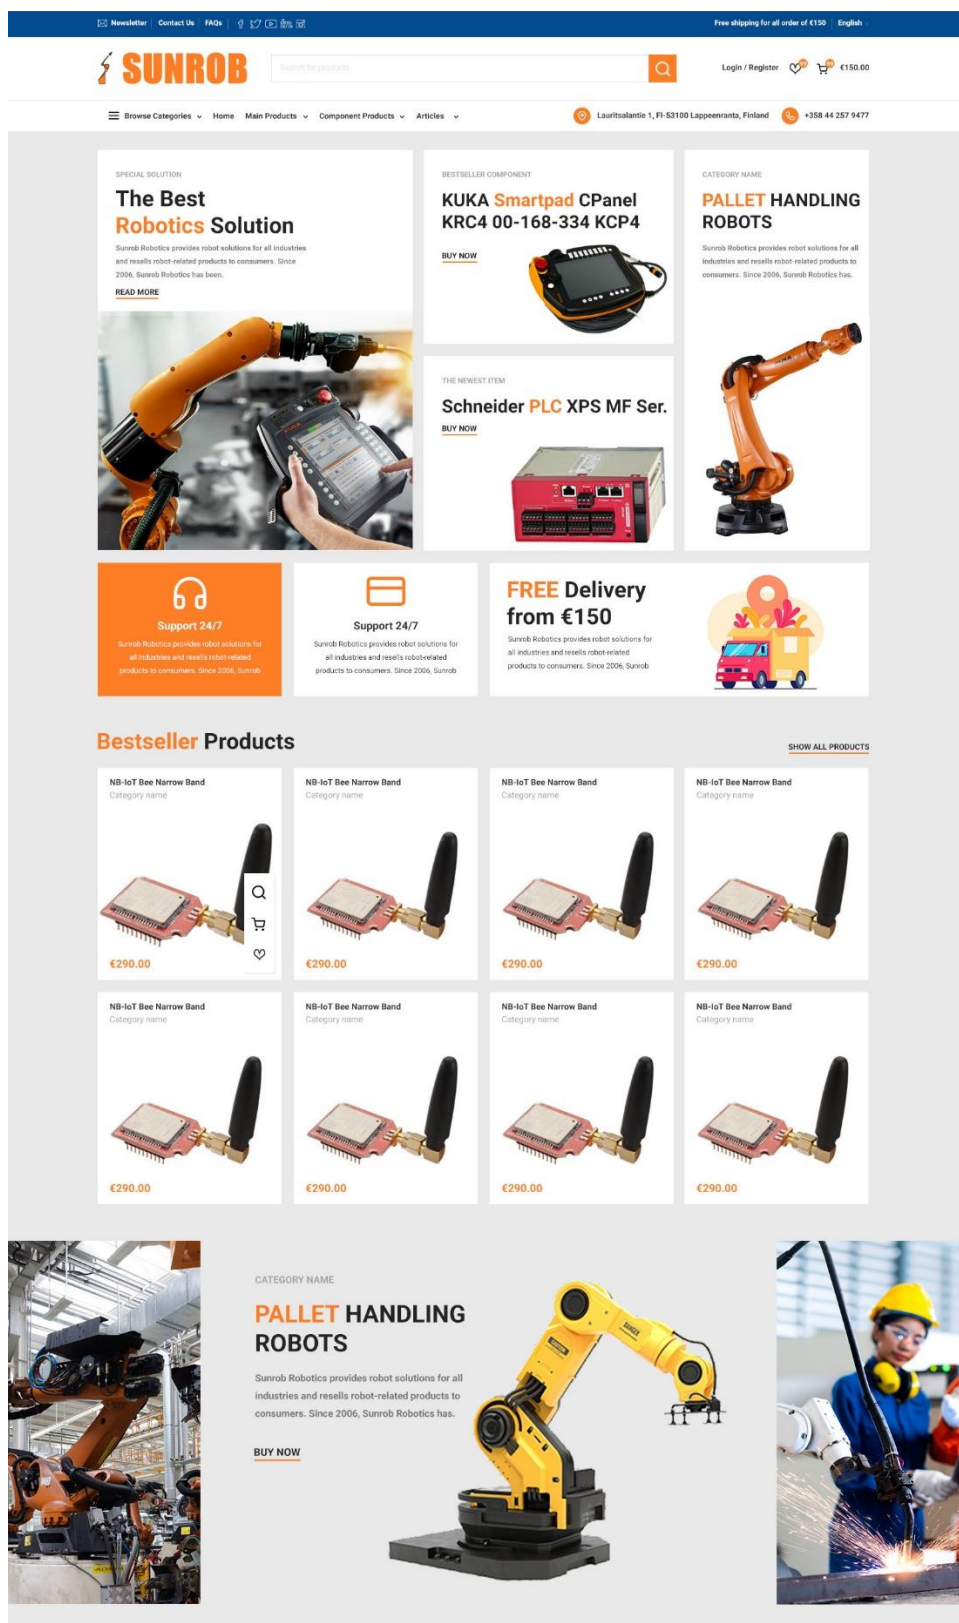 Newsletter Contact Us FAQs
Free shipping for all order of €150 English
SUNROB
Search for products
Login / Register €150.00
Browse Categories Home Main Products Component Products Articles
Lauritsalantie 1, FI-53100 Lappeenranta, Finland +358 44 257 9477
SPECIAL SOLUTION
The Best
Robotics Solution
Sunrob Robotics provides robot solutions for all industries
and resells robot-related products to consumers. Since
2006, Sunrob Robotics has been.
READ MORE
BESTSELLER COMPONENT
KUKA Smartpad CPanel
KRC4 00-168-334 KCP4
BUY NOW
THE NEWEST ITEM
Schneider PLC XPS MF Ser.
BUY NOW
CATEGORY NAME
PALLET HANDLING
ROBOTS
Sunrob Robotics provides robot solutions for all
industries and resells robot-related products to
consumers. Since 2006, Sunrob Robotics has.
KUKA
Support 24/7
Sunrob Robotics provides robot solutions for
all industries and resells robot-related
products to consumers. Since 2006, Sunrob
Support 24/7
Sunrob Robotics provides robot solutions for
all industries and resells robot-related
products to consumers. Since 2006, Sunrob
FREE Delivery
from €150
Sunrob Robotics provides robot solutions for
all industries and resells robot-related
products to consumers. Since 2006, Sunrob
Bestseller Products
SHOW ALL PRODUCTS
NB-IoT Bee Narrow Band
Category name
€290.00
NB-IoT Bee Narrow Band
Category name
€290.00
NB-IoT Bee Narrow Band
Category name
€290.00
NB-IoT Bee Narrow Band
Category name
€290.00
NB-IoT Bee Narrow Band
Category name
€290.00
NB-IoT Bee Narrow Band
Category name
€290.00
NB-IoT Bee Narrow Band
Category name
€290.00
NB-IoT Bee Narrow Band
Category name
€290.00
CATEGORY NAME
PALLET HANDLING
ROBOTS
Sunrob Robotics provides robot solutions for all
industries and resells robot-related products to
consumers. Since 2006, Sunrob Robotics has.
BUY NOW
DANGER